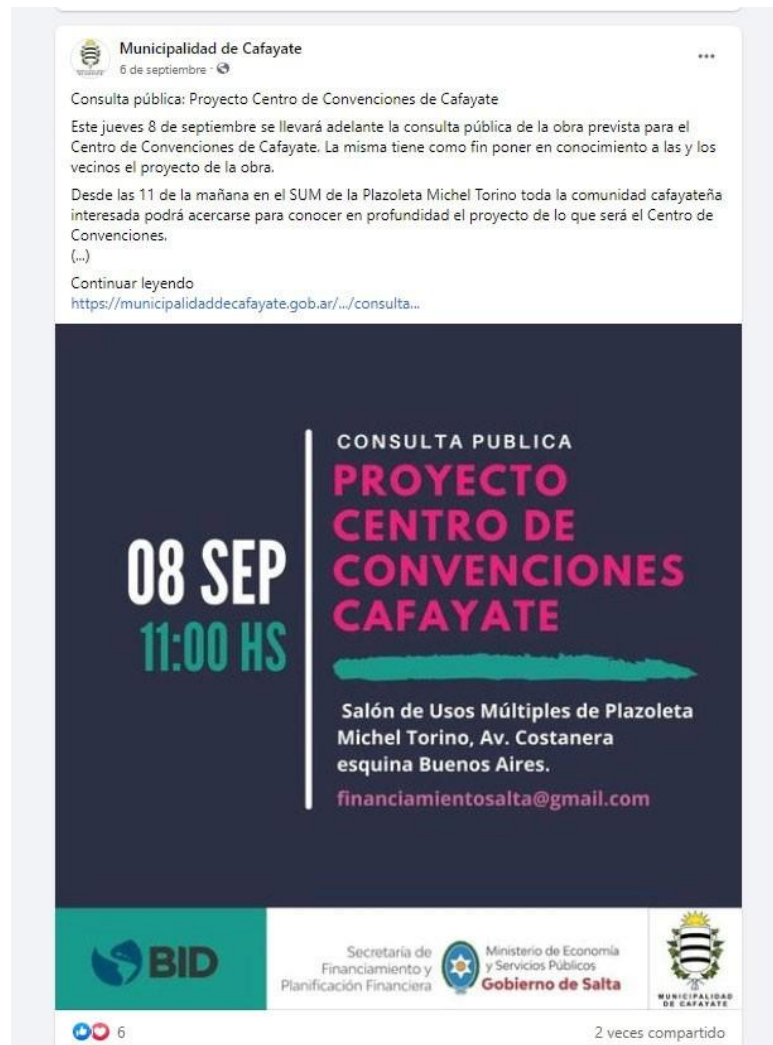 Municipalidad de Cafayate
6 de septiembre ·
Consulta pública: Proyecto Centro de Convenciones de Cafayate
Este jueves 8 de septiembre se llevará adelante la consulta pública de la obra prevista para el
Centro de Convenciones de Cafayate. La misma tiene como fin poner en conocimiento a las y los
vecinos el proyecto de la obra.
Desde las 11 de la mañana en el SUM de la Plazoleta Michel Torino toda la comunidad cafayateña
interesada podrá acercarse para conocer en profundidad el proyecto de lo que será el Centro de
Convenciones.
(...)
Continuar leyendo
https://municipalidaddecafayate.gob.ar/.../consulta...
08 SEP
11:00 HS
CONSULTA PUBLICA
PROYECTO
CENTRO DE
CONVENCIONES
CAFAYATE
Salón de Usos Múltiples de Plazoleta
Michel Torino, Av. Costanera
esquina Buenos Aires.
financiamientosalta@gmail.com
BID
Secretaría de
Financiamiento y
Planificación Financiera
Ministerio de Economía
y Servicios Públicos
Gobierno de Salta
MUNICIPALIDAD
DE CAFAYATE
6
2 veces compartido